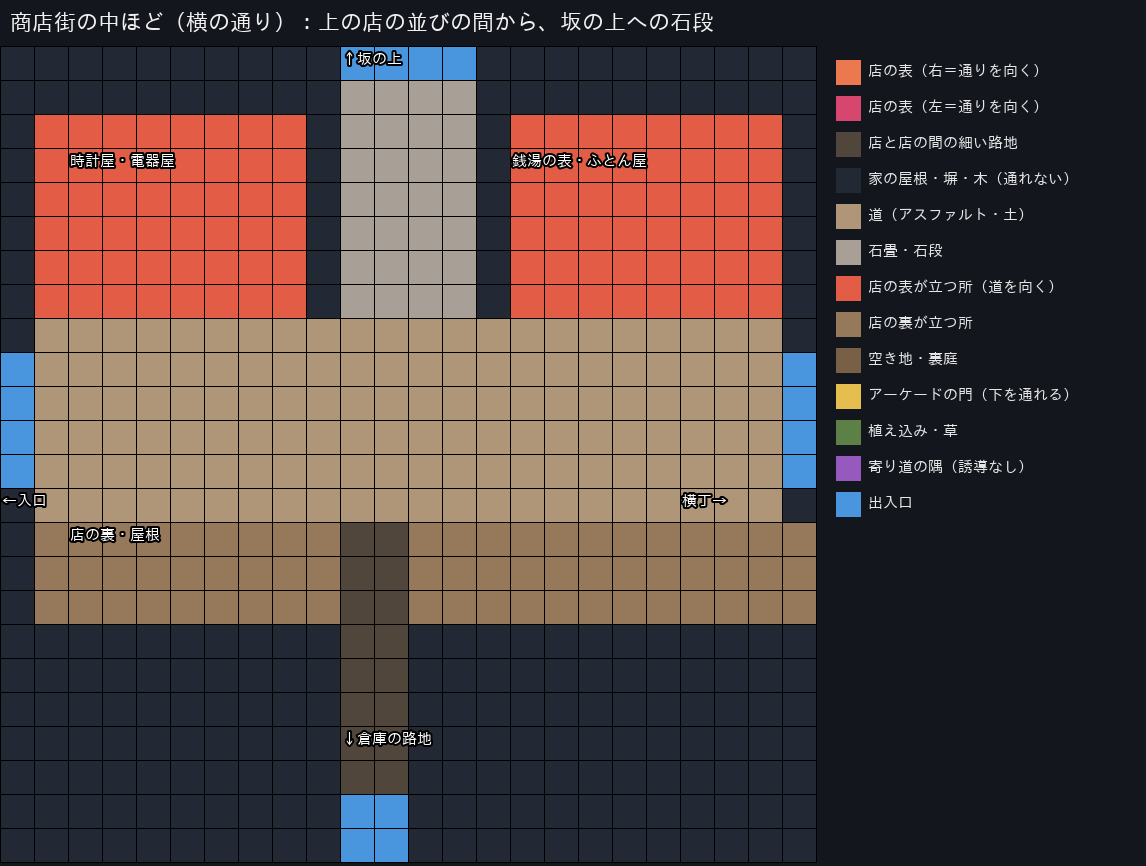 商店街の中ほど（横の通り）：上の店の並びの間から、坂の上への石段
↑坂の上
時計屋・電器屋
銭湯の表・ふとん屋
←入口
横丁→
店の裏・屋根
↓倉庫の路地
店の表（右＝通りを向く）
店の表（左＝通りを向く）
店と店の間の細い路地
家の屋根・塀・木（通れない）
道（アスファルト・土）
石畳・石段
店の表が立つ所（道を向く）
店の裏が立つ所
空き地・裏庭
アーケードの門（下を通れる）
植え込み・草
寄り道の隅（誘導なし）
出入口